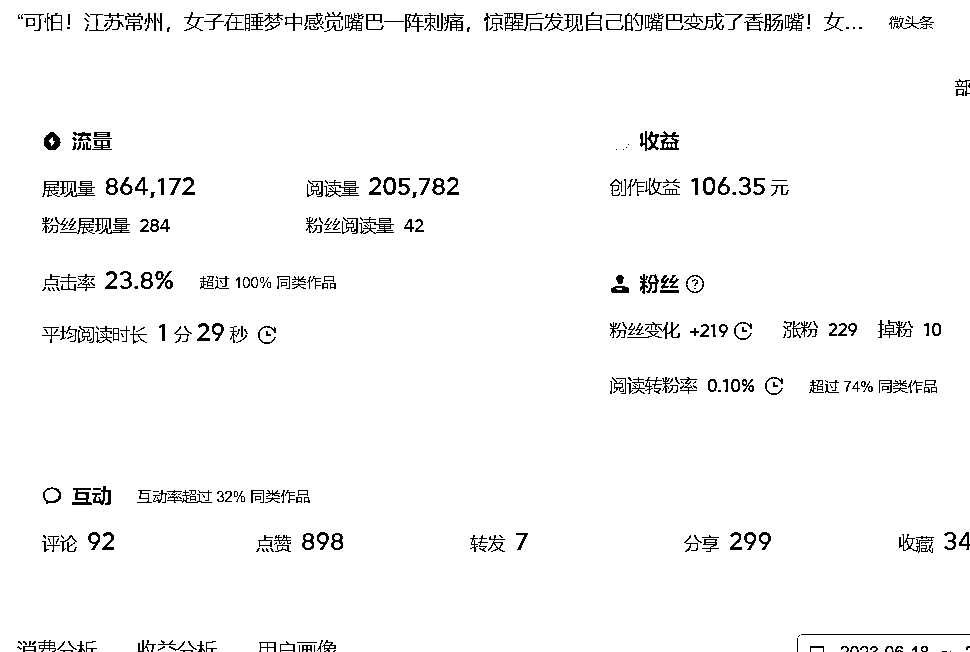 “可怕！江苏常州，女子在睡梦中感觉嘴巴一阵刺痛，惊醒后发现自己的嘴巴变成了香肠嘴！女… 微头条
部
流量 收益
展现量 864,172 阅读量 205,782 创作收益 106.35 元
粉丝展现量 284 粉丝阅读量 42
点击率 23.8% 超过 100% 同类作品 粉丝
平均阅读时长 1 分 29 秒 粉丝变化 +219 涨粉 229 掉粉 10
阅读转粉率 0.10% 超过 74% 同类作品
互动 互动率超过 32% 同类作品
评论 92 点赞 898 转发 7 分享 299 收藏 34
消费分析 收益分析 用户画像 2023-06-18 ~